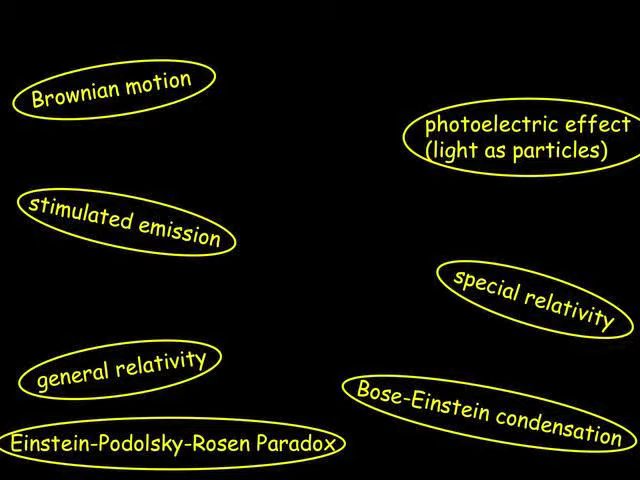 Brownian motion
photoelectric effect
(light as particles)
stimulated emission
special relativity
general relativity
Bose-Einstein condensation
Einstein-Podolsky-Rosen Paradox